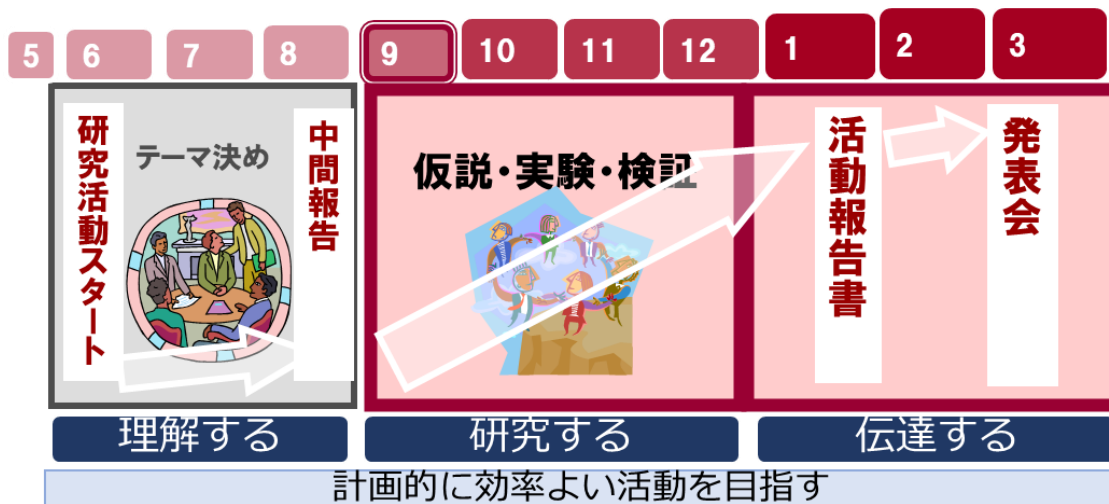 5
6
7
8
9
10
11
12
1
2
3
研究活動スタート
テーマ決め
中間報告
仮説・実験・検証
活動報告書
発表会
理解する
研究する
伝達する
計画的に効率よい活動を目指す